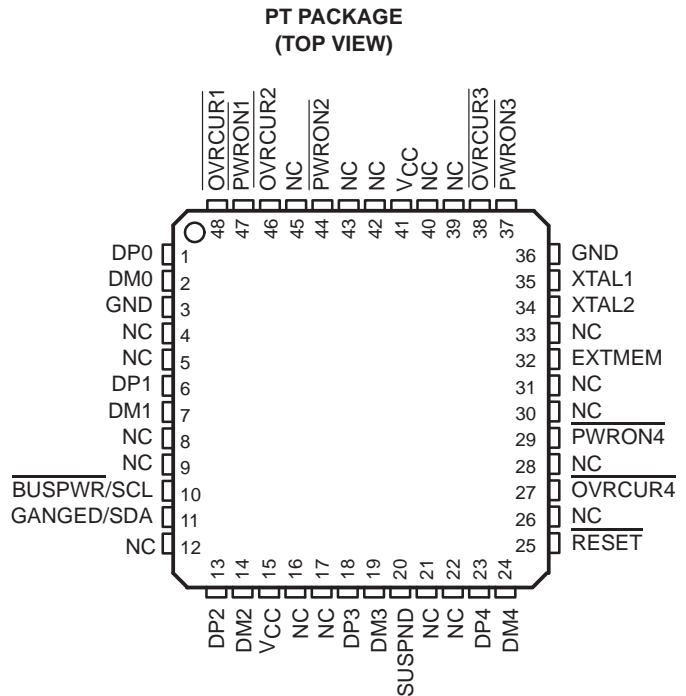 PT PACKAGE
(TOP VIEW)
OVRCUR1
PWRON1
OVRCUR2
NC
PWRON2
NC
NC
VCC
NC
NC
OVRCUR3
PWRON3
48 47 46 45 44 43 42 41 40 39 38 37
DP0 1
DM0 2
GND 3
NC 4
NC 5
DP1 6
DM1 7
NC 8
NC 9
BUSPWR/SCL 10
GANGED/SDA 11
NC 12
36 GND
35 XTAL1
34 XTAL2
33 NC
32 EXTMEM
31 NC
30 NC
29 PWRON4
28 NC
27 OVRCUR4
26 NC
25 RESET
13 14 15 16 17 18 19 20 21 22 23 24
DP2
DM2
VCC
NC
NC
DP3
DM3
SUSPND
NC
NC
DP4
DM4